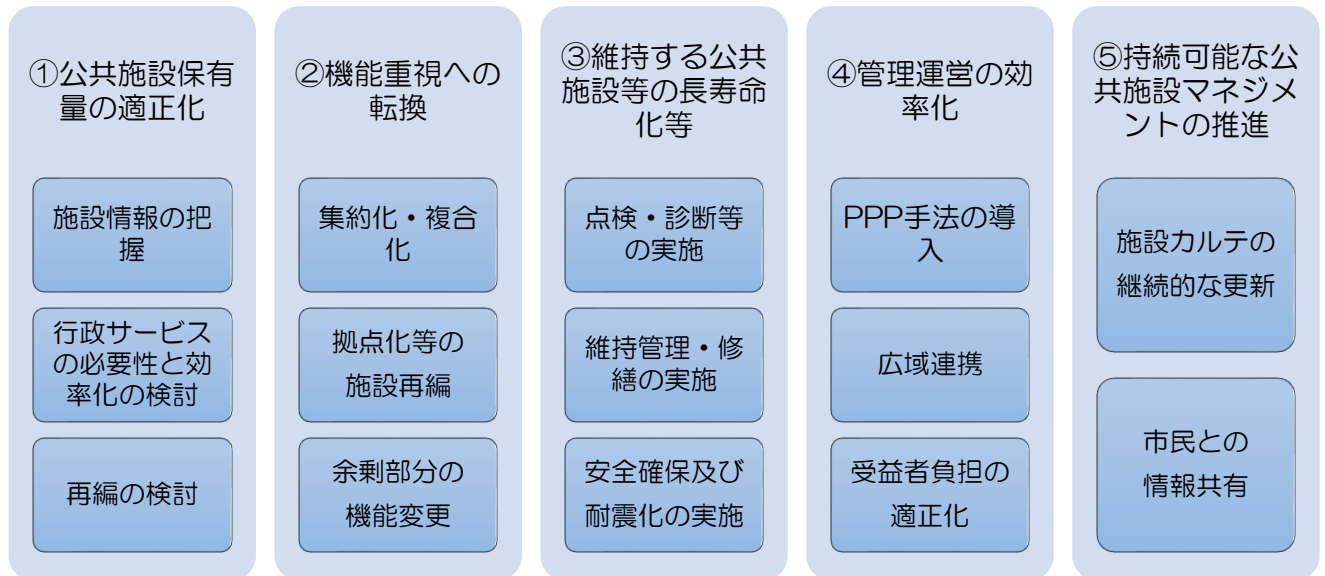 ①公共施設保有
量の適正化
施設情報の把
握
行政サービス
の必要性と効
率化の検討
再編の検討
②機能重視への
転換
集約化・複合
化
拠点化等の
施設再編
余剰部分の
機能変更
③維持する公共
施設等の長寿命
化等
点検・診断等
の実施
維持管理・修
繕の実施
安全確保及び
耐震化の実施
④管理運営の効
率化
PPP手法の導
入
広域連携
受益者負担の
適正化
⑤持続可能な公
共施設マネジメ
ントの推進
施設カルテの
継続的な更新
市民との
情報共有